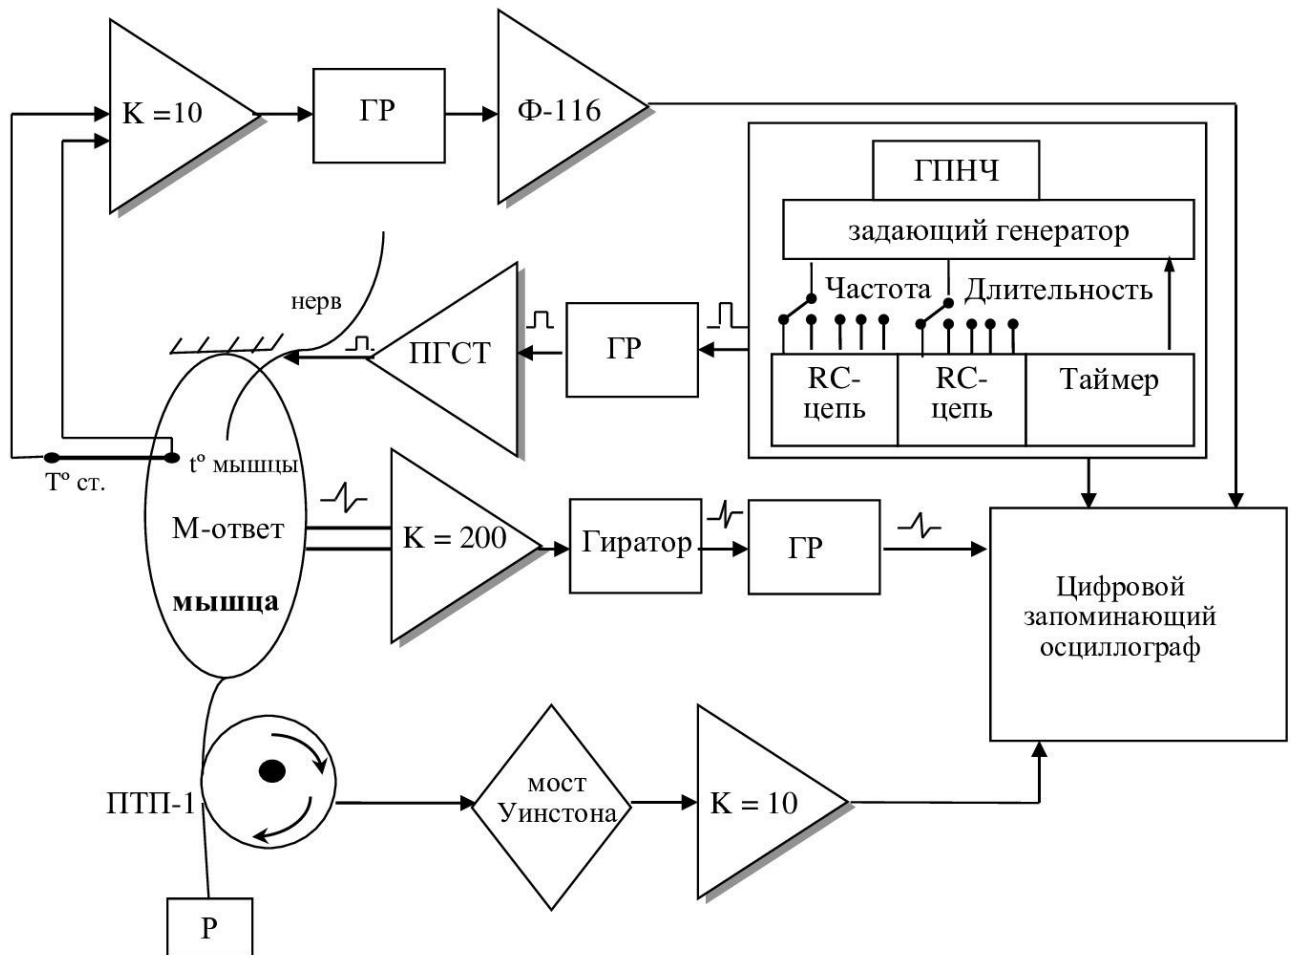 K =10
ГР
Ф-116
ГПНЧ
задающий генератор
Частота
Длительность
нерв
ПГСТ
ГР
RC-
цепь
RC-
цепь
Таймер
Tº ст.
tº мышцы
М-ответ
мышца
K = 200
Гиратор
ГР
Цифровой
запоминающий
осциллограф
ПТП-1
мост
Уинстона
K = 10
P